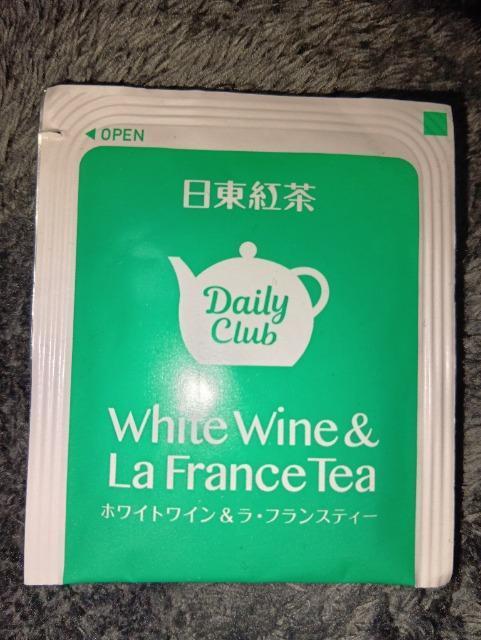 ◀ OPEN
日東紅茶
Daily
Club
White Wine &
La France Tea
ホワイトワイン&ラ・フランスティー